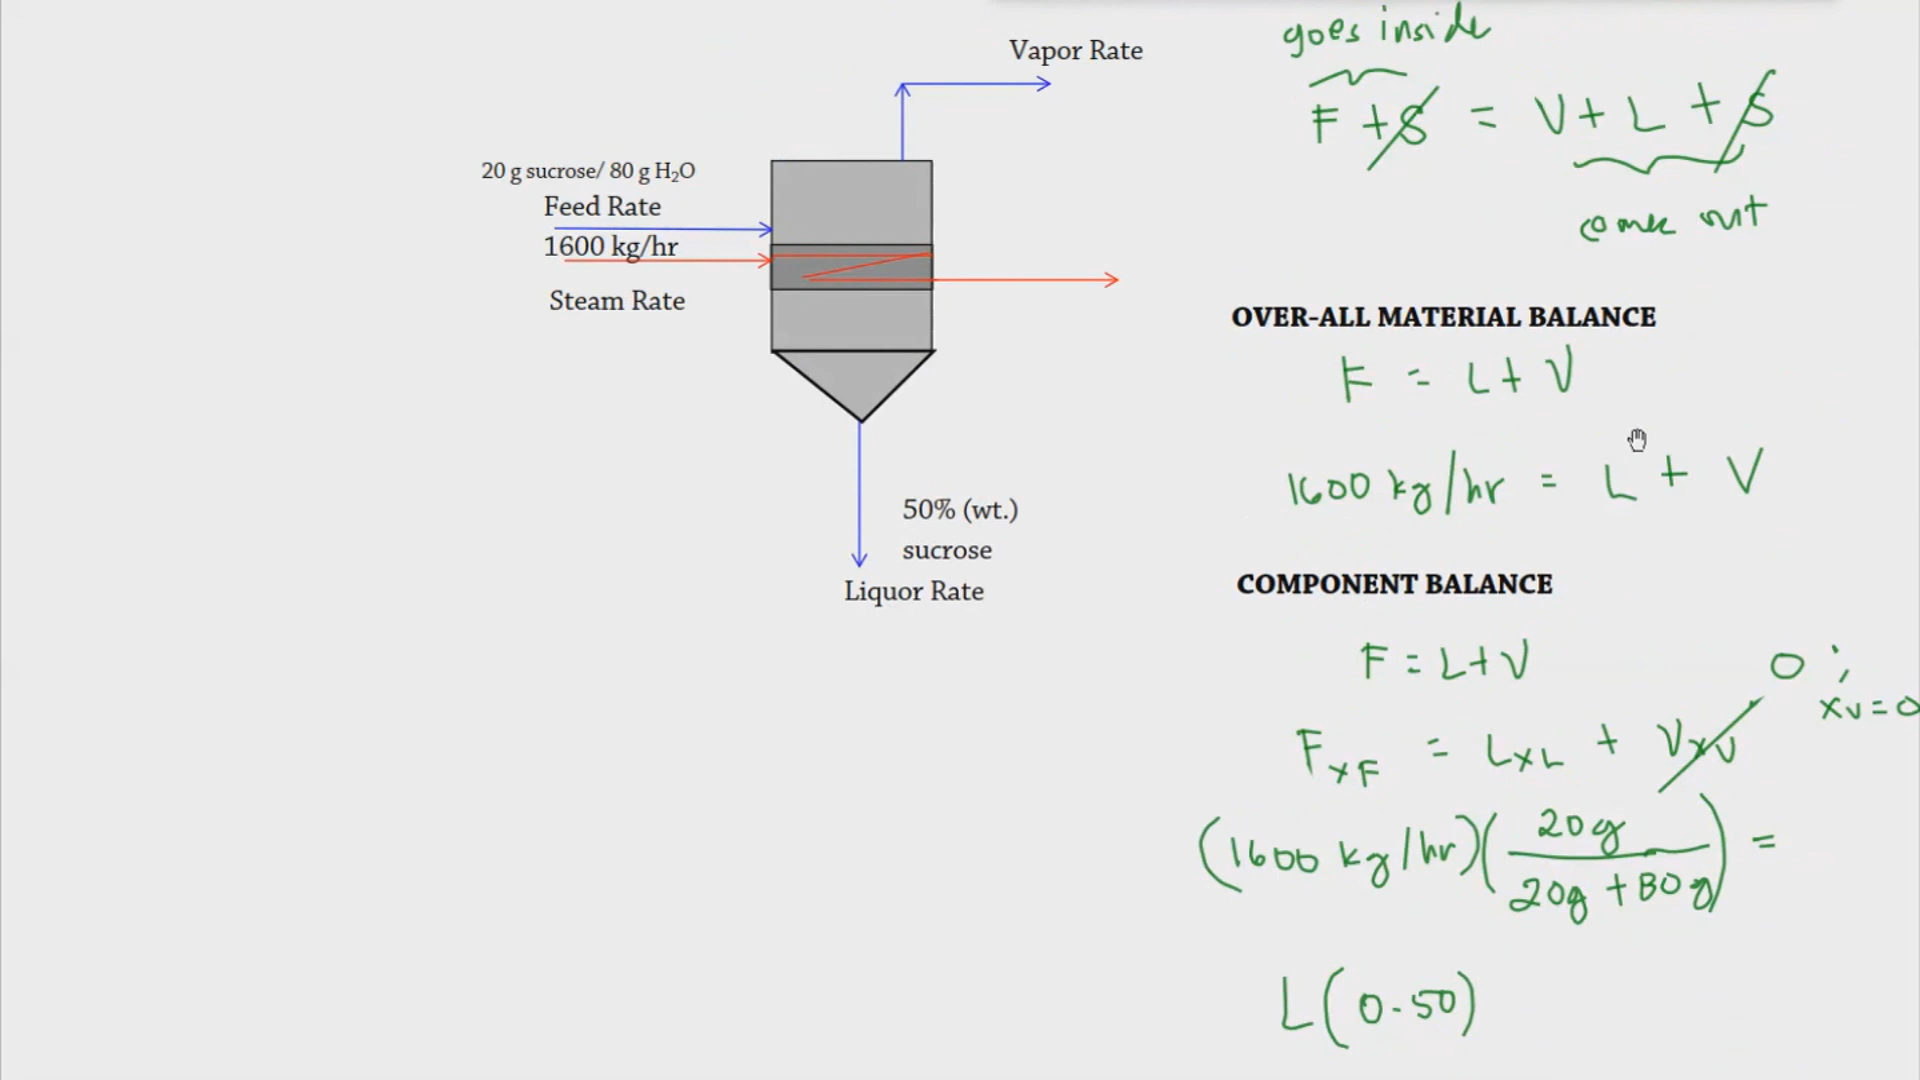 Vapor Rate
20 g sucrose/ 80 g H₂O
Feed Rate
1600 kg/hr
Steam Rate
50% (wt.)
sucrose
Liquor Rate
goes inside
F + S = V + L + S
come out
OVER-ALL MATERIAL BALANCE
F = L + V
1600 kg/hr = L + V
COMPONENT BALANCE
F = L + V
0 ;
xv = 0
FxF = LxL + Vxv
(1600 kg/hr)(20g / 20g + 80g) =
L(0.50)